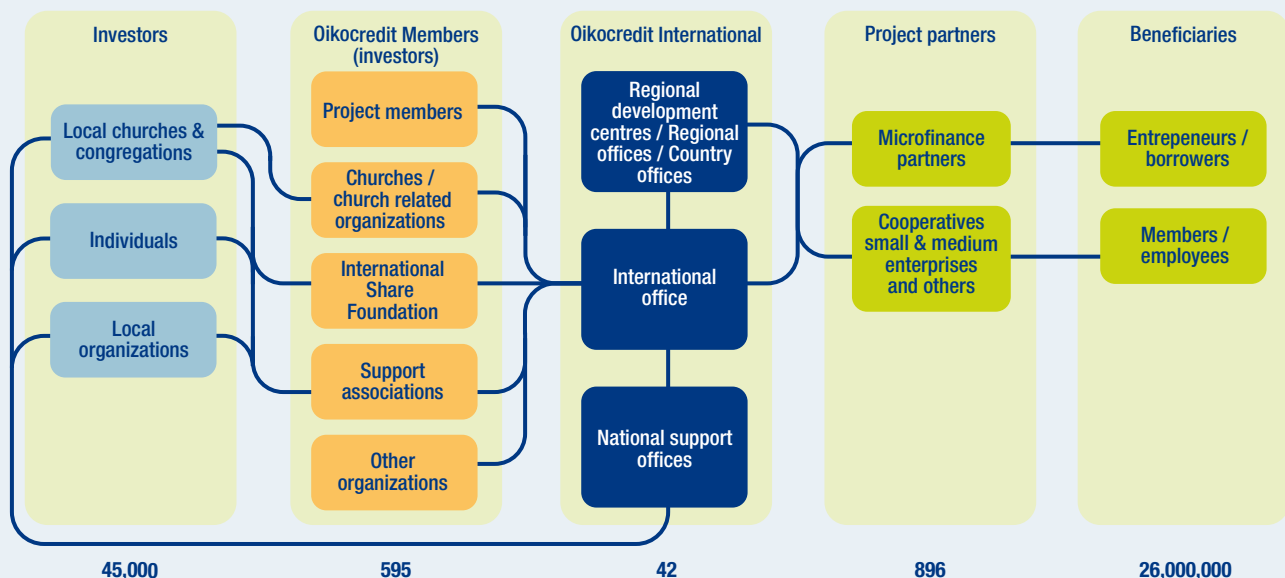 Investors
Oikocredit Members
(investors)
Oikocredit International
Project partners
Beneficiaries
Local churches &
congregations
Individuals
Local
organizations
Project members
Churches /
church related
organizations
International
Share
Foundation
Support
associations
Other
organizations
Regional
development
centres / Regional
offices / Country
offices
International
office
National support
offices
Microfinance
partners
Cooperatives
small & medium
enterprises
and others
Entrepeneurs /
borrowers
Members /
employees
45,000
595
42
896
26,000,000